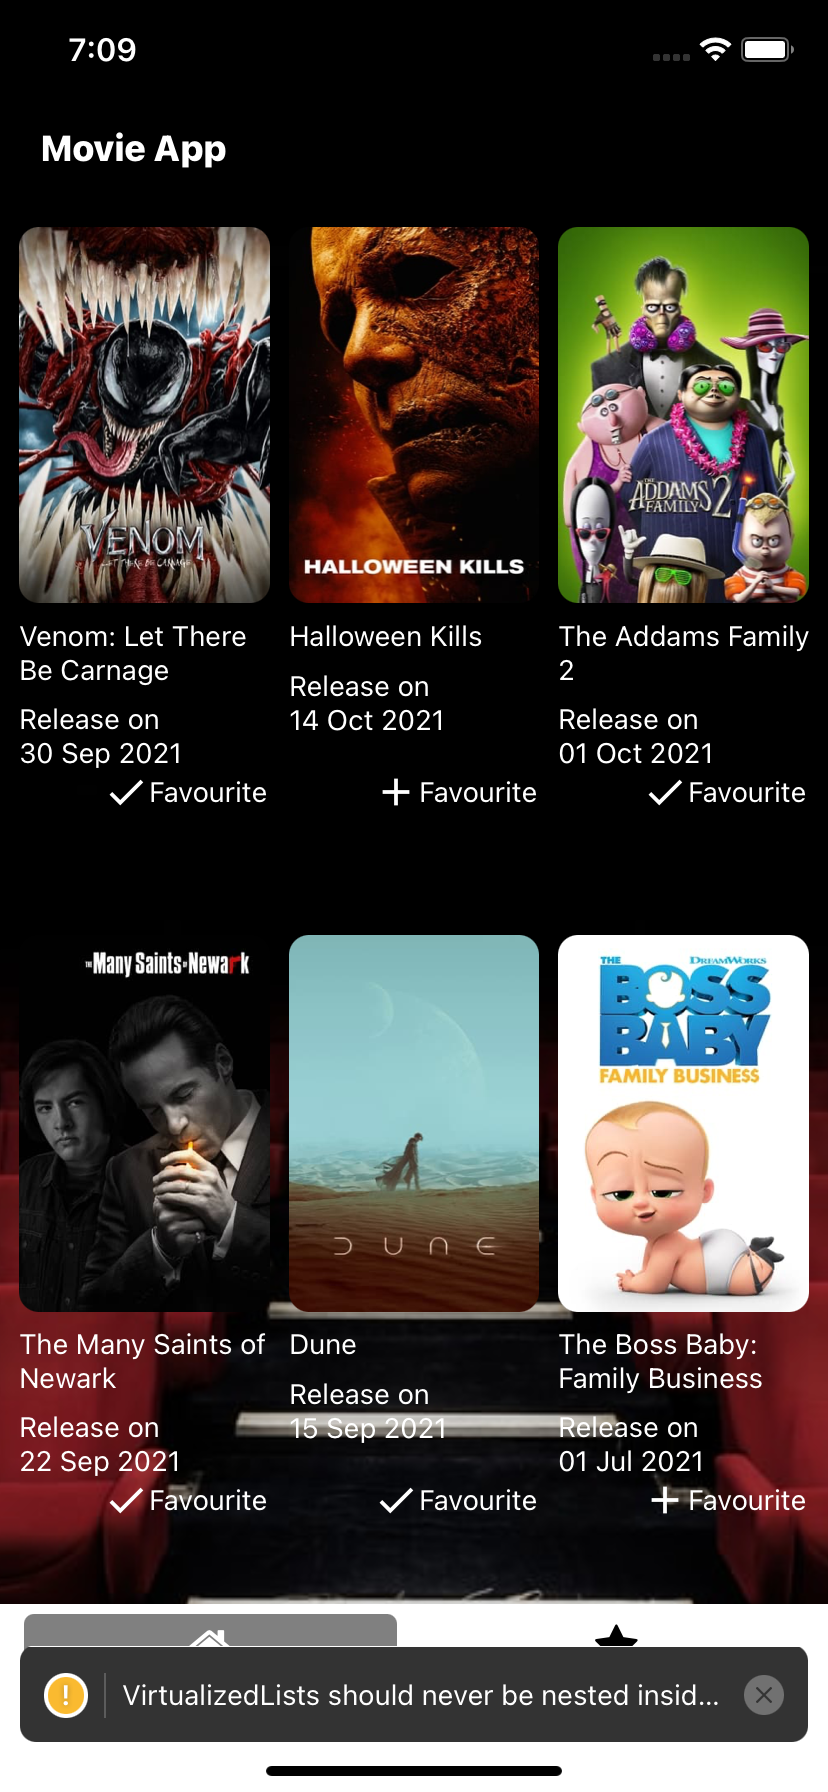 7:09
Movie App
VENOM
LET THERE BE CARNAGE
HALLOWEEN KILLS
THE
ADDAMS
FAMILY 2
Venom: Let There
Be Carnage
Release on
30 Sep 2021
Favourite
Halloween Kills
Release on
14 Oct 2021
Favourite
The Addams Family
2
Release on
01 Oct 2021
Favourite
THE Many Saints OF Newark
DUNE
THE DREAMWORKS
BOSS
BABY
FAMILY BUSINESS
The Many Saints of
Newark
Release on
22 Sep 2021
Favourite
Dune
Release on
15 Sep 2021
Favourite
The Boss Baby:
Family Business
Release on
01 Jul 2021
Favourite
VirtualizedLists should never be nested insid...